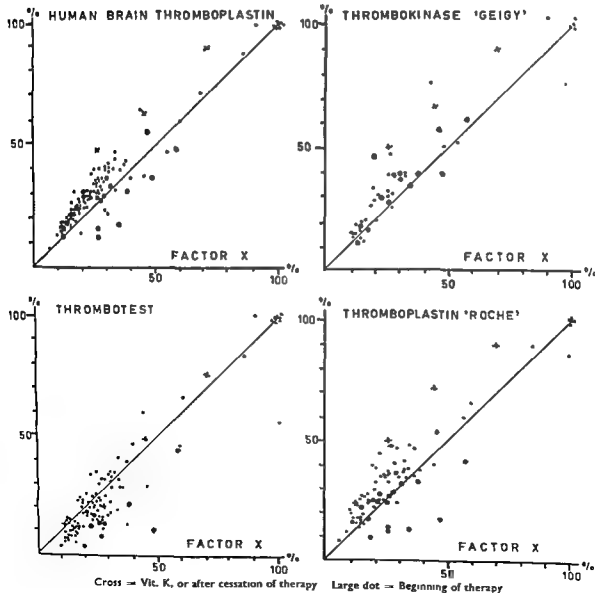 HUMAN BRAIN THROMBOPLASTIN
%
100
50
FACTOR X
50
100
%
THROMBOKINASE 'GEIGY'
%
100
50
FACTOR X
50
100
%
THROMBOTEST
%
100
50
FACTOR X
50
100
%
THROMBOPLASTIN 'ROCHE'
%
100
50
FACTOR X
50
100
%
Cross = Vit. K, or after cessation of therapy Large dot = Beginning of therapy